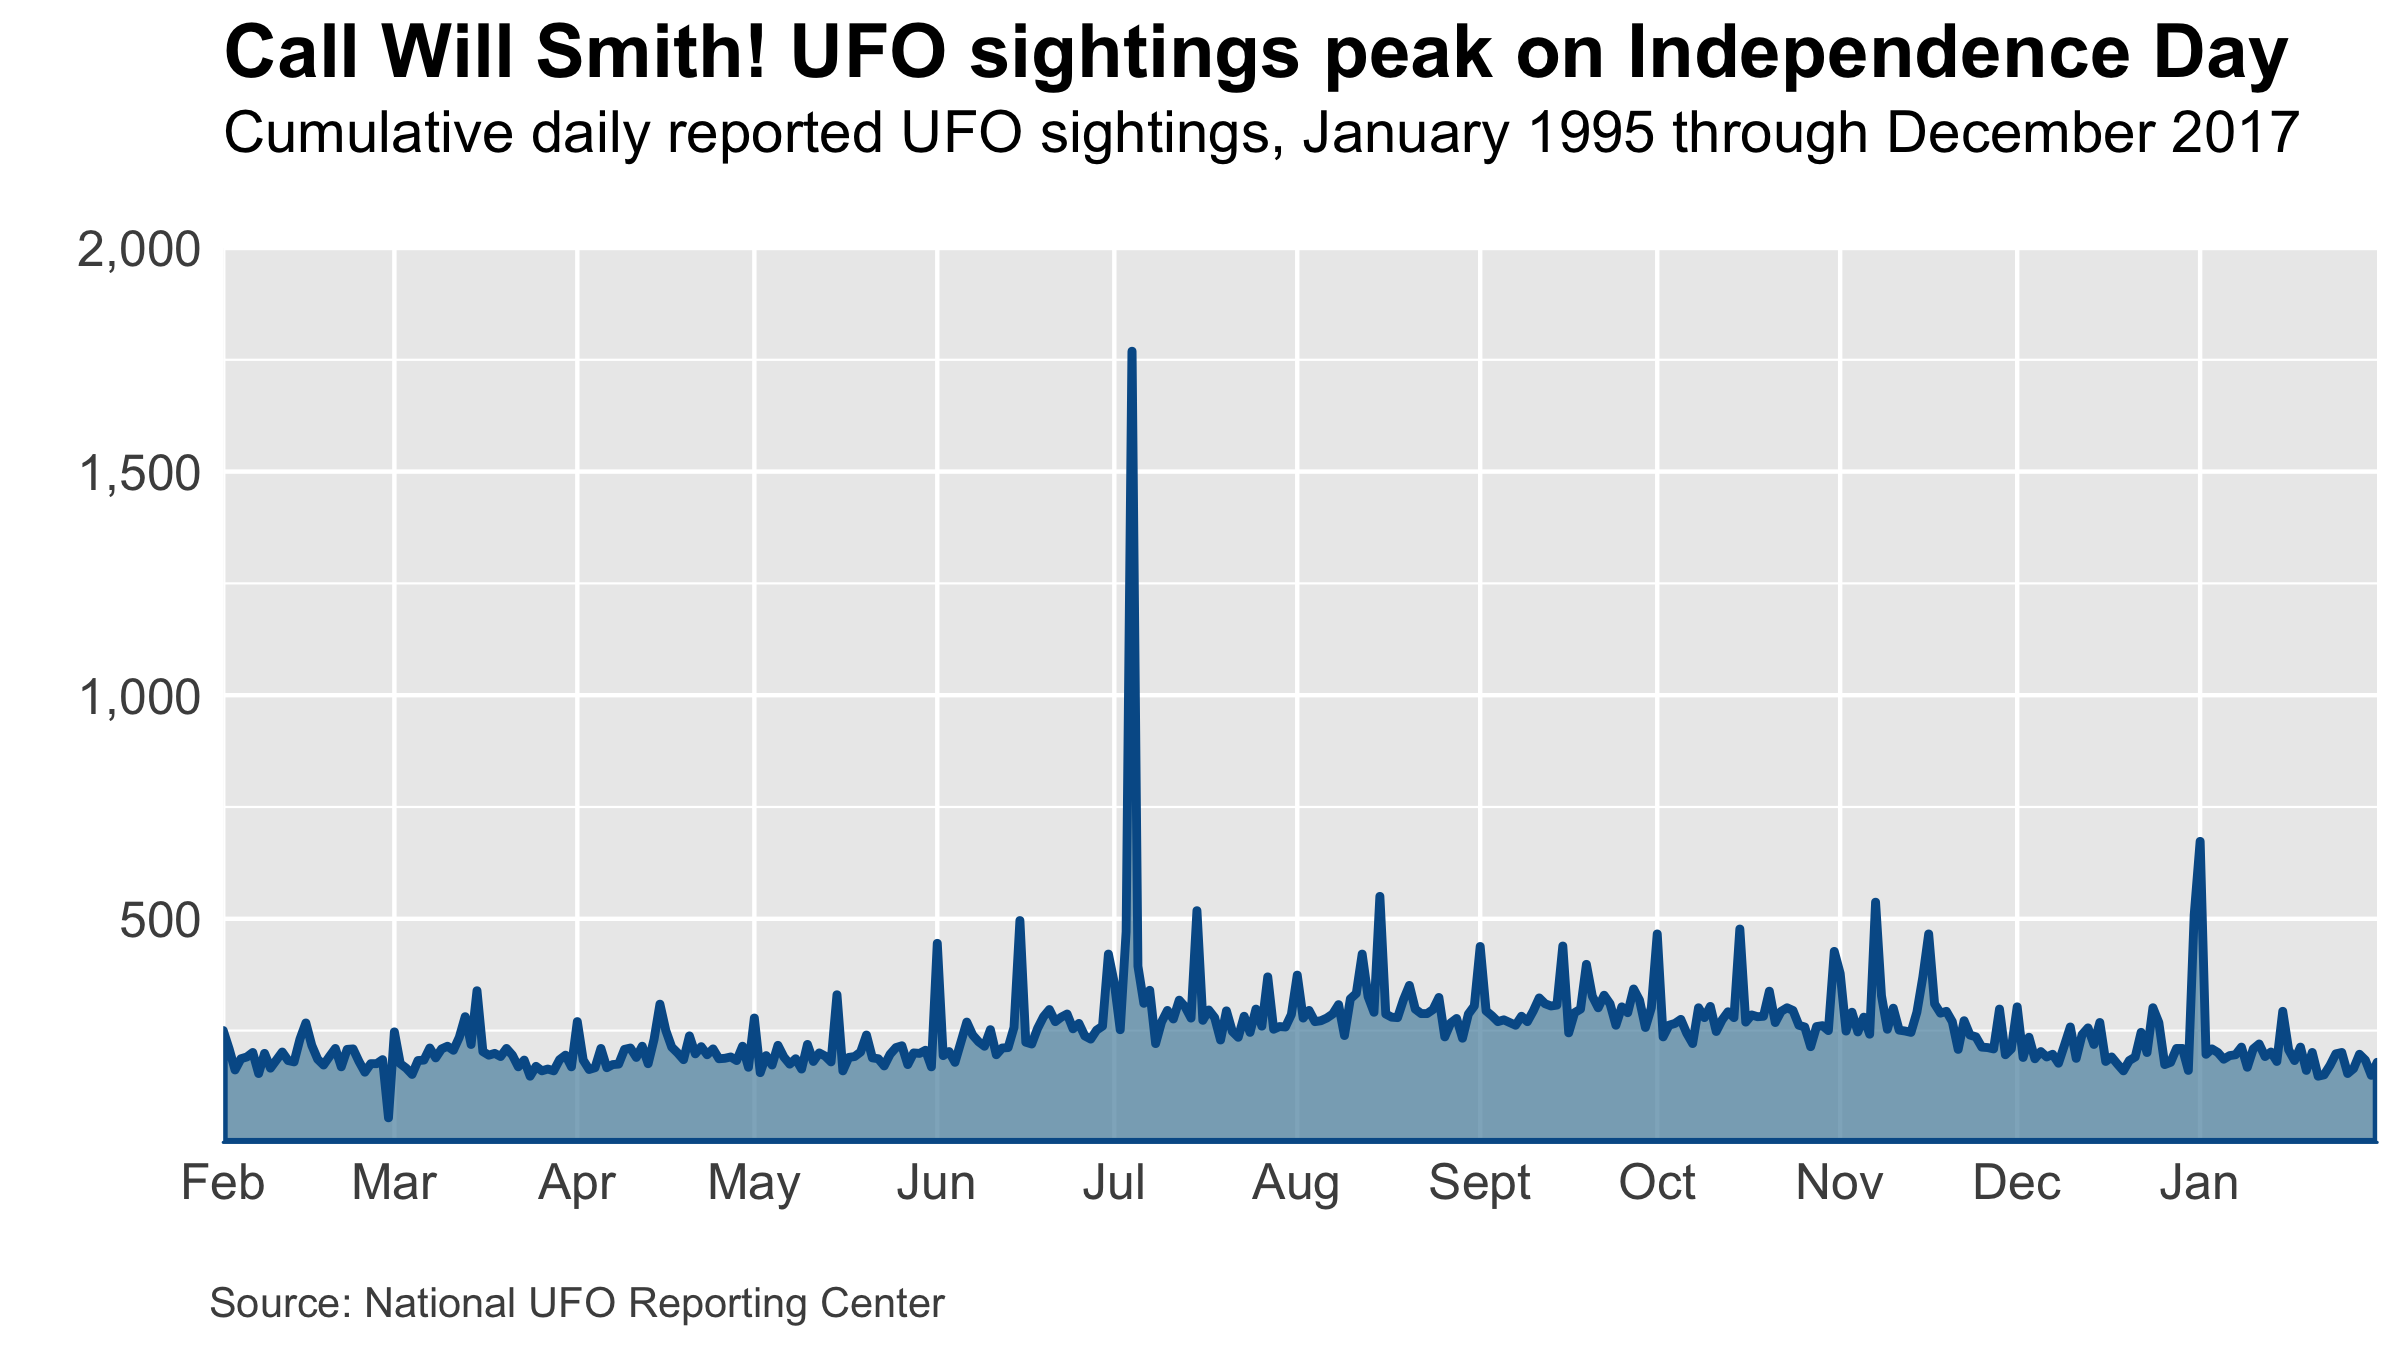 Call Will Smith! UFO sightings peak on Independence Day
Cumulative daily reported UFO sightings, January 1995 through December 2017
2,000
1,500
1,000
500
Feb Mar Apr May Jun Jul Aug Sept Oct Nov Dec Jan
Source: National UFO Reporting Center